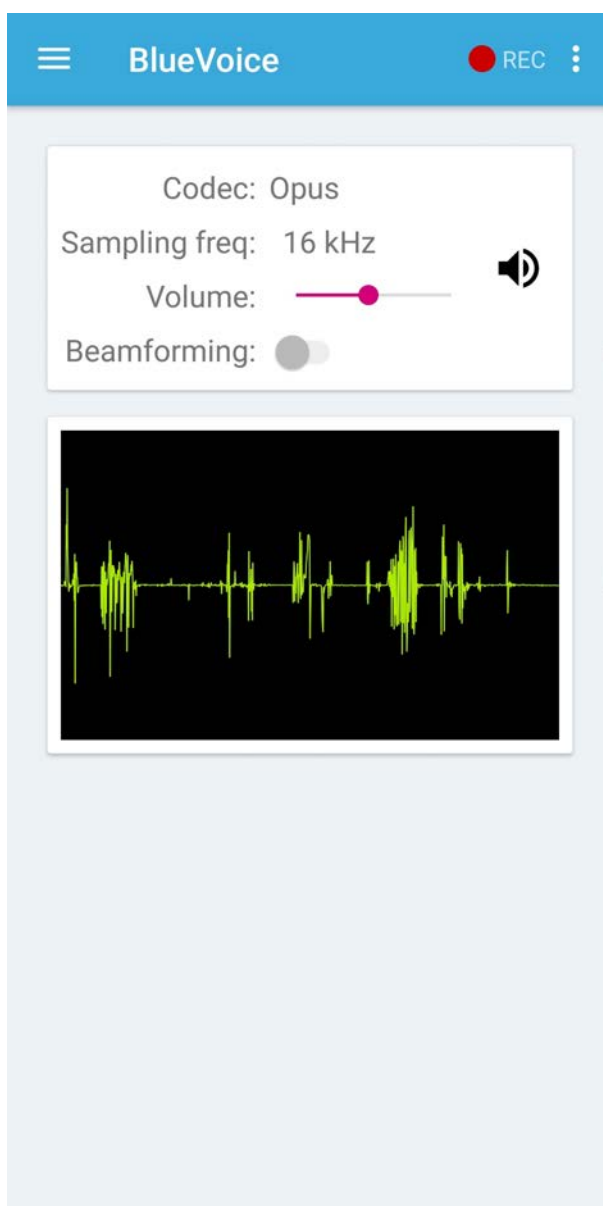 BlueVoice REC
Codec: Opus
Sampling freq: 16 kHz
Volume:
Beamforming: